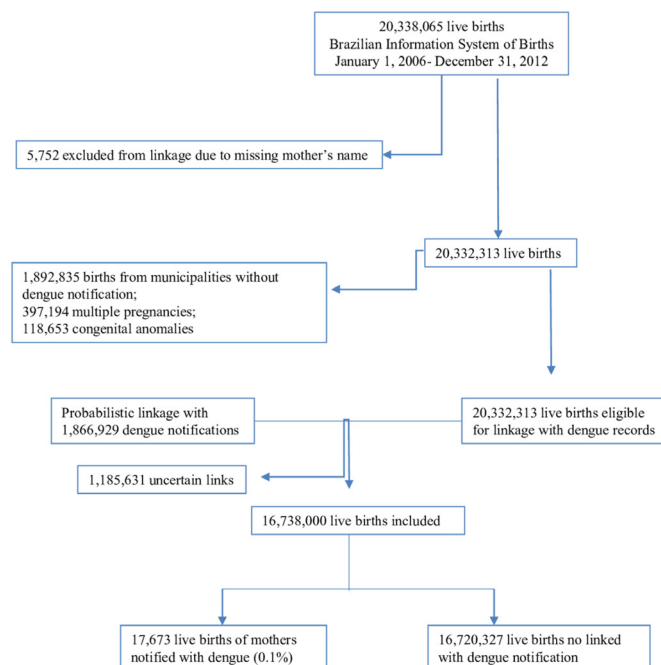 20,338,065 live births
Brazilian Information System of Births
January 1, 2006- December 31, 2012
5,752 excluded from linkage due to missing mother's name
20,332,313 live births
1,892,835 births from municipalities without
dengue notification;
397,194 multiple pregnancies;
118,653 congenital anomalies
Probabilistic linkage with
1,866,929 dengue notifications
20,332,313 live births eligible
for linkage with dengue records
1,185,631 uncertain links
16,738,000 live births included
17,673 live births of mothers
notified with dengue (0.1%)
16,720,327 live births no linked
with dengue notification